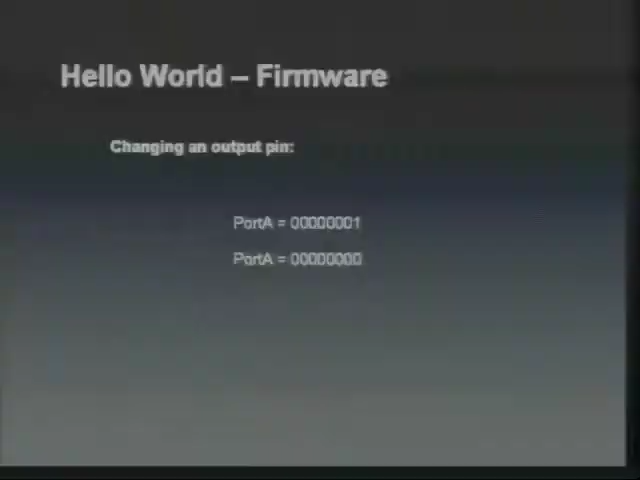 Hello World – Firmware
Changing an output pin:
PortA = 00000001
PortA = 00000000